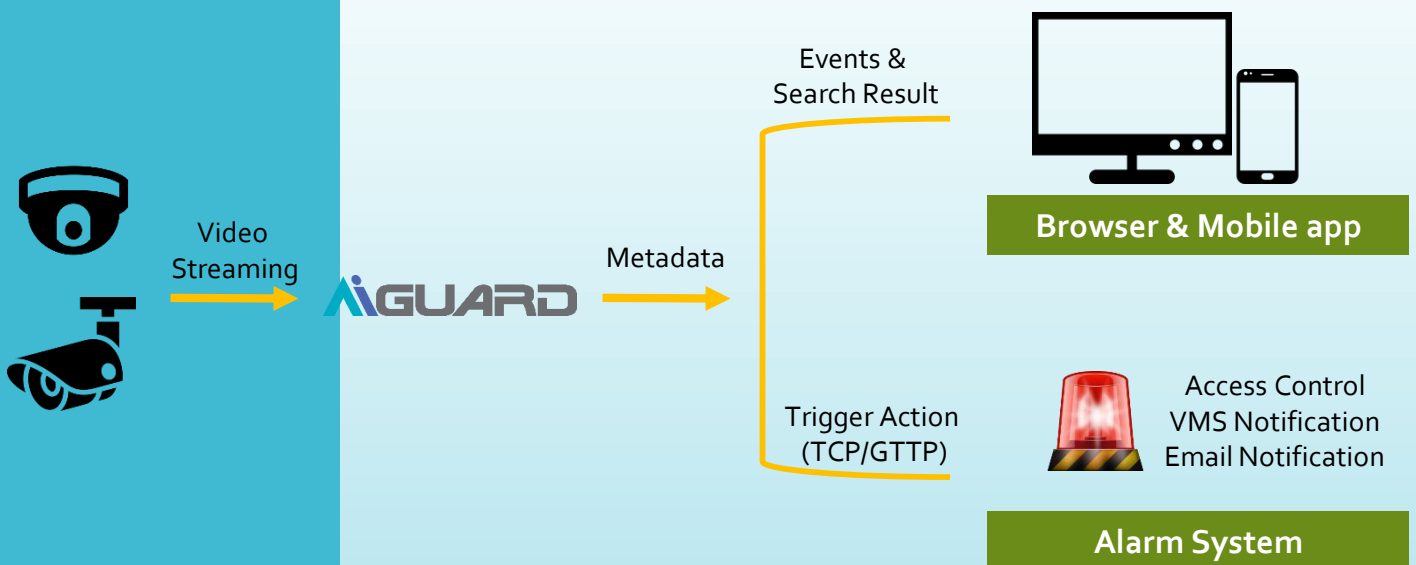 Video
Streaming
AiGUARD
Metadata
Events &
Search Result
Browser & Mobile app
Trigger Action
(TCP/GTTP)
Access Control
VMS Notification
Email Notification
Alarm System